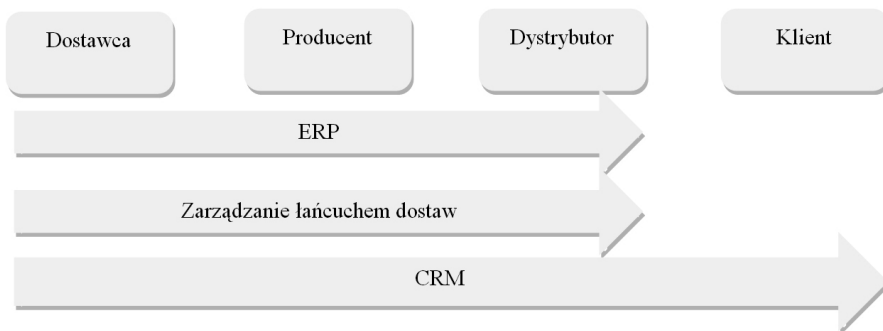 Dostawca
Producent
Dystrybutor
Klient
ERP
Zarządzanie łańcuchem dostaw
CRM